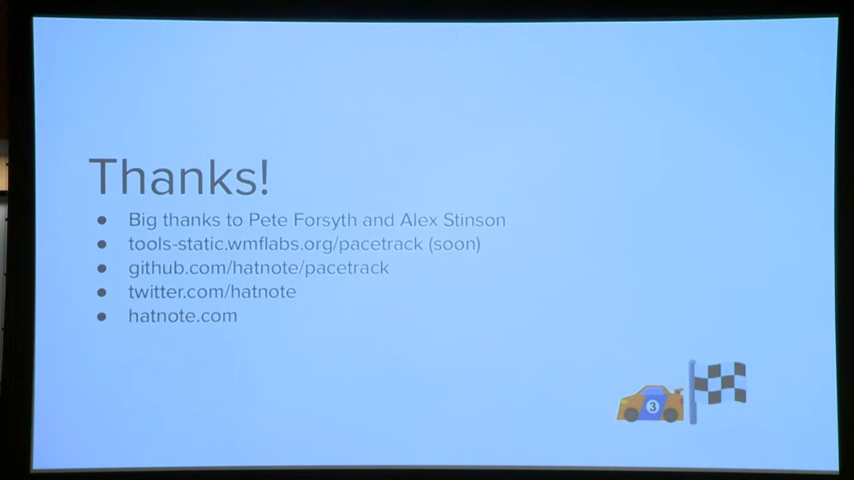 Thanks!
● Big thanks to Pete Forsyth and Alex Stinson
● tools-static.wmflabs.org/pacetrack (soon)
● github.com/hatnote/pacetrack
● twitter.com/hatnote
● hatnote.com
3